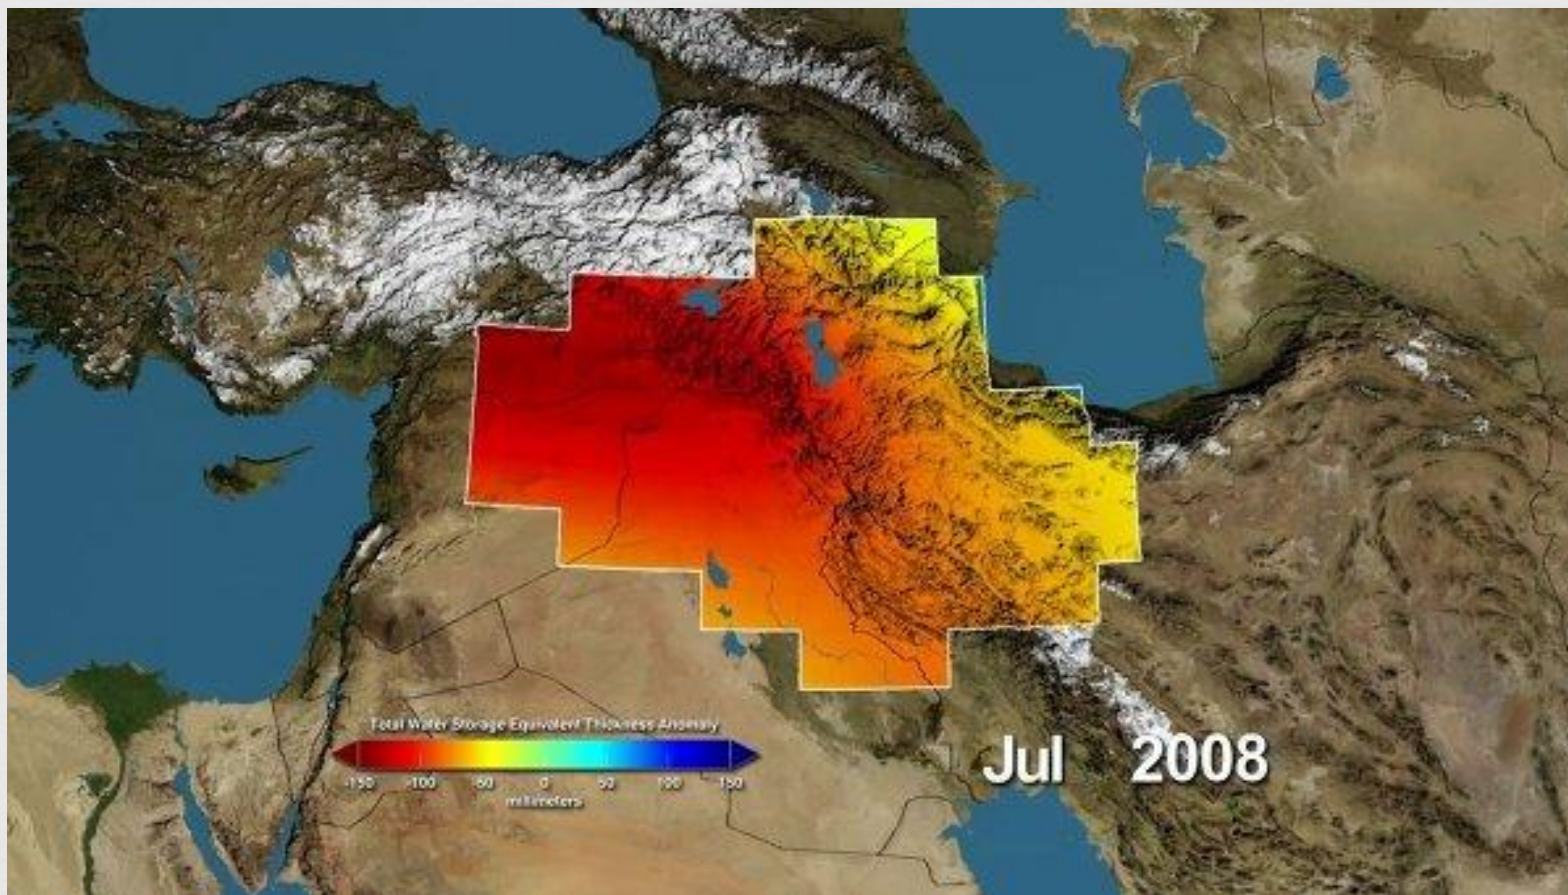 Total Water Storage Equivalent Thickness Anomaly
-150 -100 -50 0 50 100 150
millimeters
Jul 2008